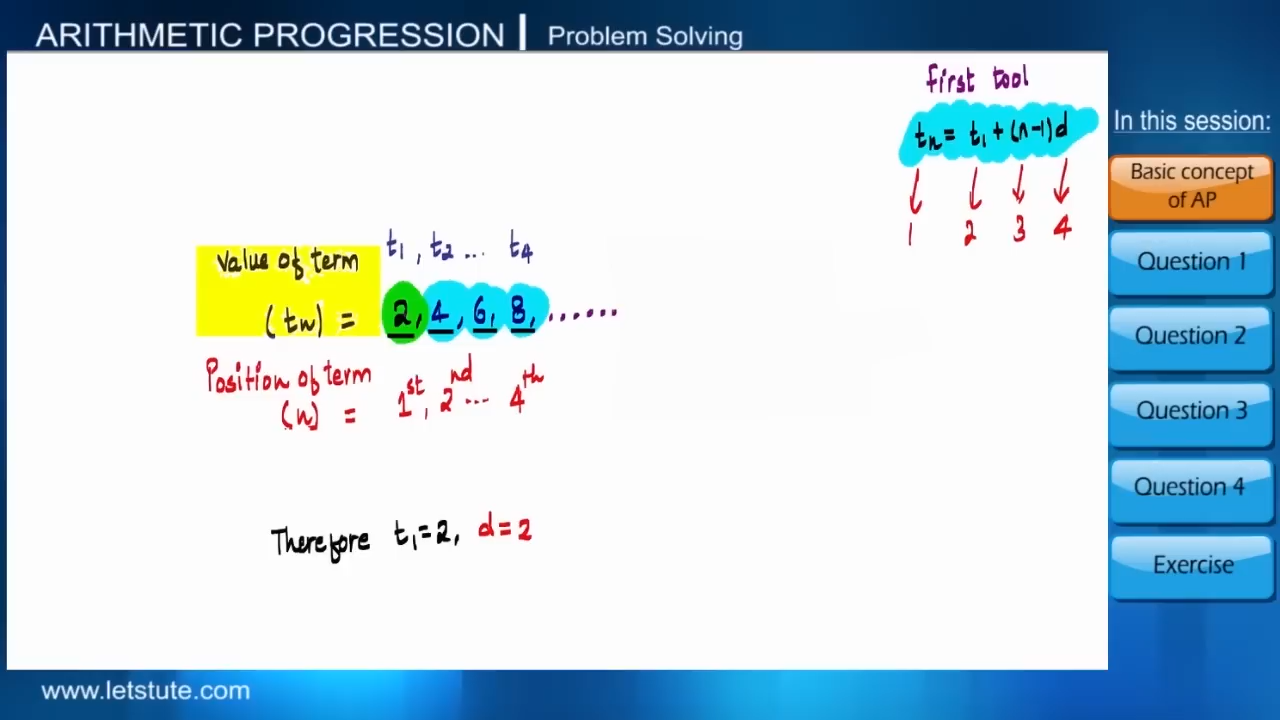 ARITHMETIC PROGRESSION | Problem Solving
first tool
tn = t1 + (n-1)d
1 2 3 4
In this session:
Basic concept
of AP
Question 1
Question 2
Question 3
Question 4
Exercise
t1, t2 ... t4
Value of term
(tn) = 2, 4, 6, 8, ......
Position of term
(n) = 1st, 2nd ... 4th
Therefore t1=2, d=2
www.letstute.com